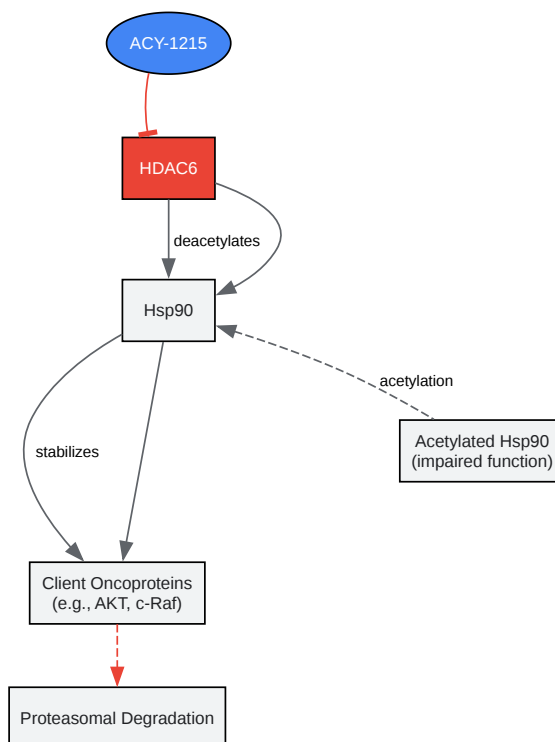 ACY-1215
HDAC6
deacetylates
Hsp90
acetylation
stabilizes
Acetylated Hsp90
(impaired function)
Client Oncoproteins
(e.g., AKT, c-Raf)
Proteasomal Degradation